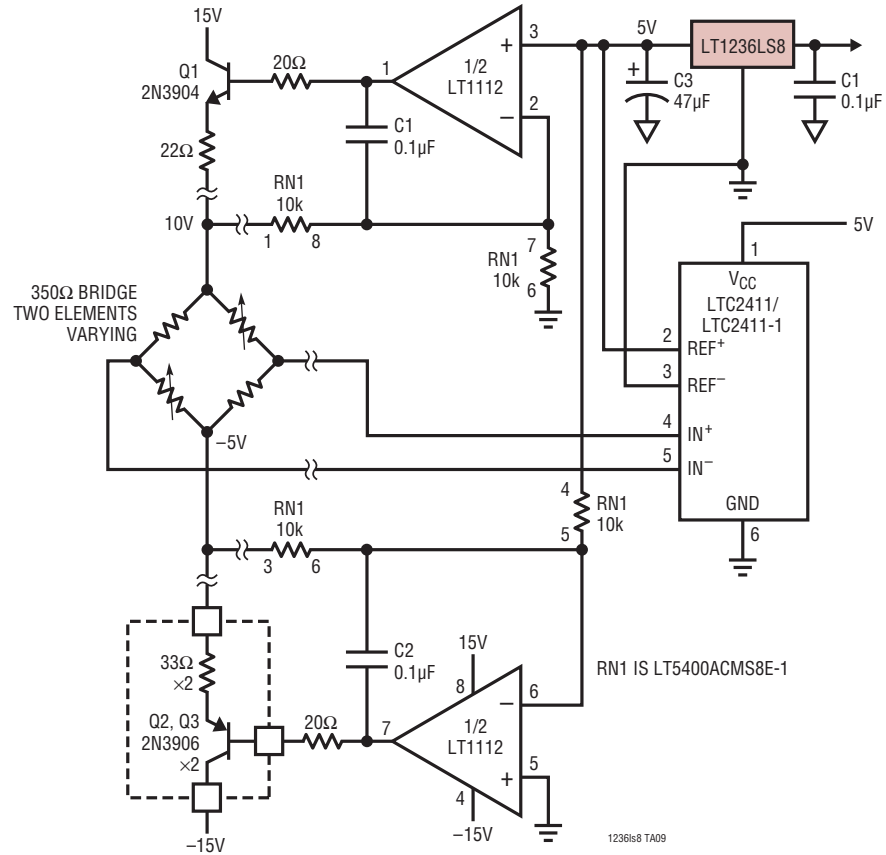 15V
Q1
2N3904
20Ω
1
1/2
LT1112
+
3
–
2
5V
LT1236LS8
+
C3
47µF
C1
0.1µF
22Ω
C1
0.1µF
RN1
10k
10V
1
8
RN1
10k
7
6
5V
1
VCC
LTC2411/
LTC2411-1
2
REF+
3
REF–
4
IN+
5
IN–
GND
6
350Ω BRIDGE
TWO ELEMENTS
VARYING
–5V
4
RN1
10k
5
RN1
10k
3
6
C2
0.1µF
33Ω
×2
Q2, Q3
2N3906
×2
20Ω
7
15V
8
1/2
LT1112
–
6
+
5
4
–15V
–15V
RN1 IS LT5400ACMS8E-1
1236ls8 TA09